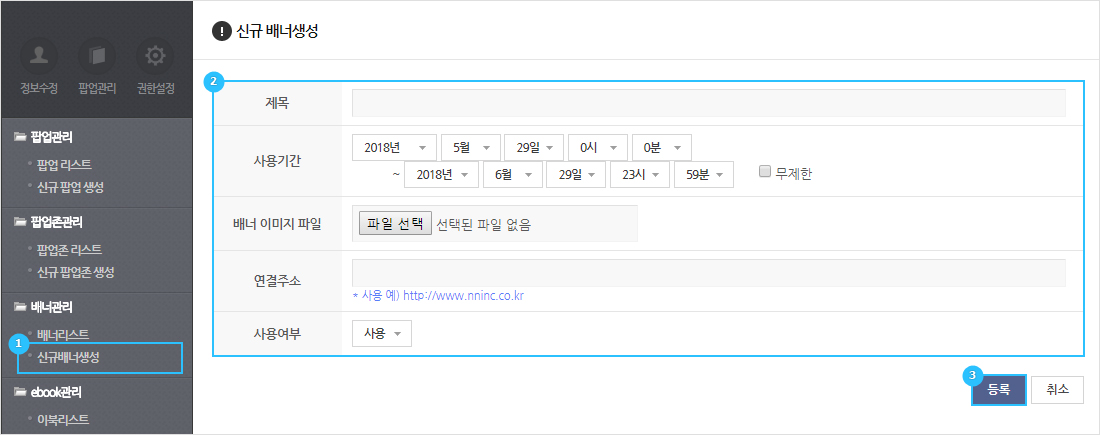 정보수정 팝업관리 권한설정
팝업관리
팝업 리스트
신규 팝업 생성
팝업존관리
팝업존 리스트
신규 팝업존 생성
배너관리
배너리스트
1
신규배너생성
ebook관리
이북리스트
! 신규 배너생성
2
제목
사용기간 2018년 5월 29일 0시 0분
~ 2018년 6월 29일 23시 59분 무제한
배너 이미지 파일 파일 선택 선택된 파일 없음
연결주소
* 사용 예) http://www.nninc.co.kr
사용여부 사용
3
등록 취소